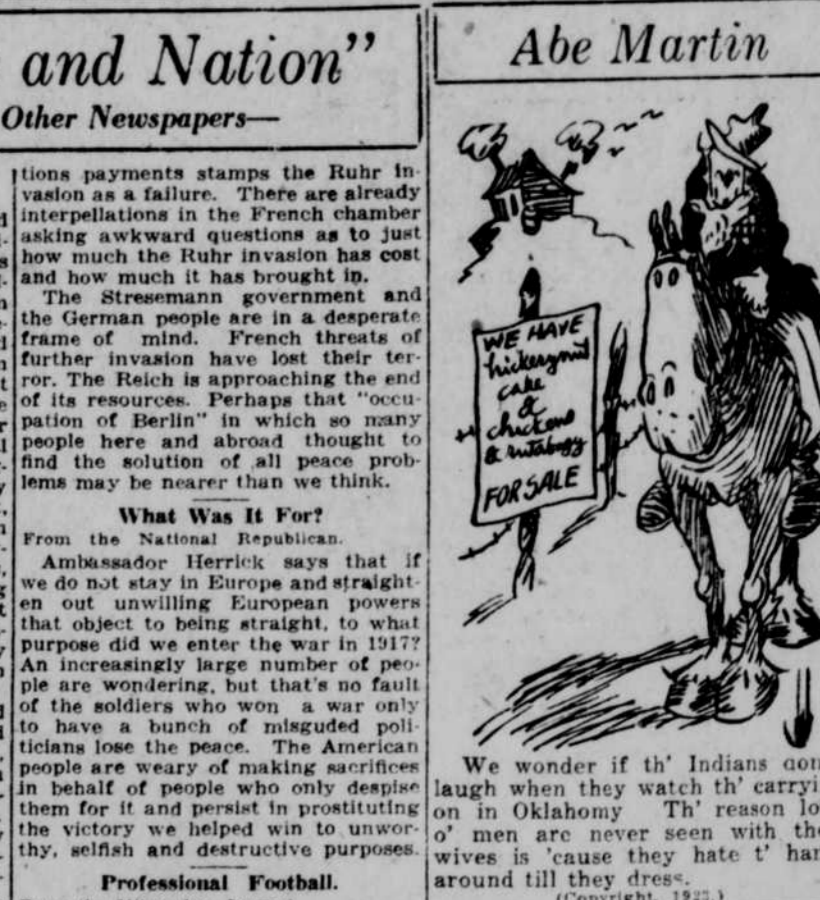 and Nation"
Other Newspapers—
tions payments stamps the Ruhr in-
vasion as a failure. There are already
interpellations in the French chamber
asking awkward questions as to just
how much the Ruhr invasion has cost
and how much it has brought in.
The Stresemann government and
the German people are in a desperate
frame of mind. French threats of
further invasion have lost their ter-
ror. The Reich is approaching the end
of its resources. Perhaps that "occu-
pation of Berlin" in which so many
people here and abroad thought to
find the solution of all peace prob-
lems may be nearer than we think.
What Was It For?
From the National Republican.
Ambassador Herrick says that if
we do not stay in Europe and straight-
en out unwilling European powers
that object to being straight, to what
purpose did we enter the war in 1917?
An increasingly large number of peo-
ple are wondering, but that's no fault
of the soldiers who won a war only
to have a bunch of misguded poli-
ticians lose the peace. The American
people are weary of making sacrifices
in behalf of people who only despise
them for it and persist in prostituting
the victory we helped win to unwor-
thy, selfish and destructive purposes.
Professional Football.
Abe Martin
WE HAVE
hickerynut
cake
&
chickens
& rutabagy
FOR SALE
We wonder if th' Indians
laugh when they watch th'
on in Oklahomy Th' reason
o' men are never seen with
wives is 'cause they hate t'
around till they dress.
(Copyright,